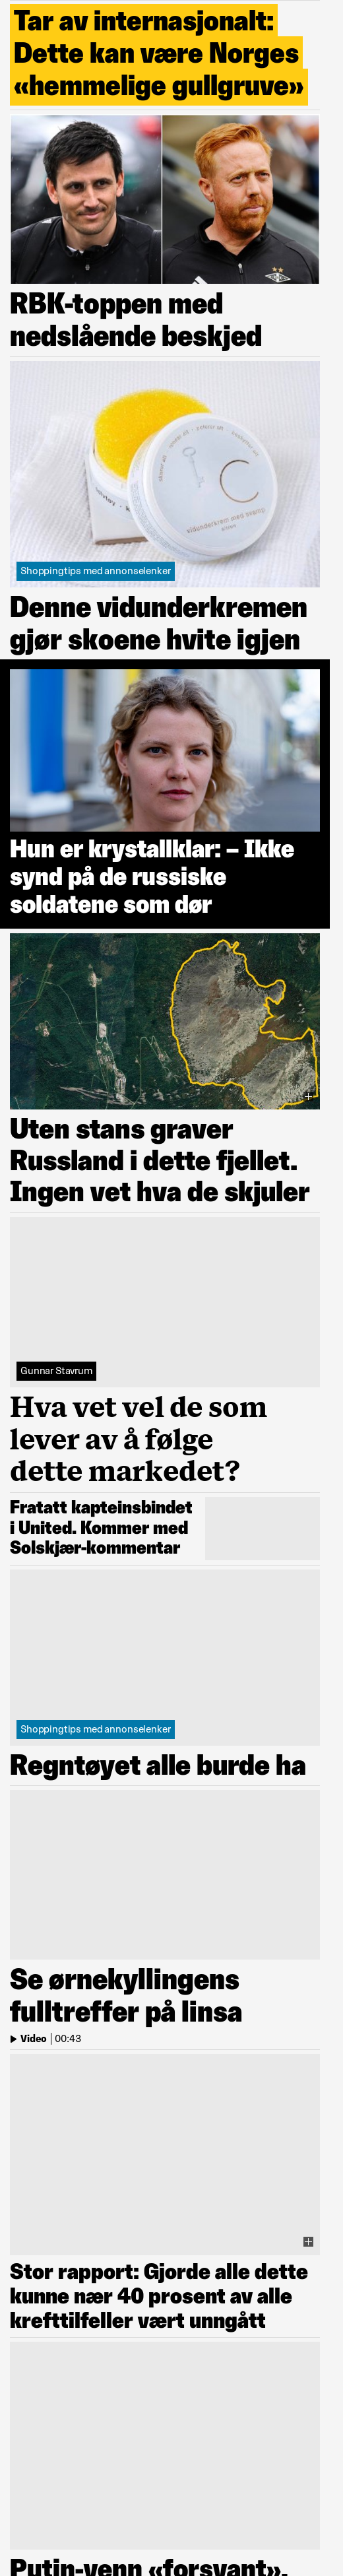 Tar av internasjonalt:
Dette kan være Norges
«hemmelige gullgruve»
RBK-toppen med
nedslående beskjed
Shoppingtips med annonselenker
Denne vidunderkremen
gjør skoene hvite igjen
Hun er krystallklar: – Ikke
synd på de russiske
soldatene som dør
Uten stans graver
Russland i dette fjellet.
Ingen vet hva de skjuler
Gunnar Stavrum
Hva vet vel de som
lever av å følge
dette markedet?
Fratatt kapteinsbindet
i United. Kommer med
Solskjær-kommentar
Shoppingtips med annonselenker
Regntøyet alle burde ha
Se ørnekyllingens
fulltreffer på linsa
Video | 00:43
Stor rapport: Gjorde alle dette
kunne nær 40 prosent av alle
krefttilfeller vært unngått
Putin-venn «forsvant».